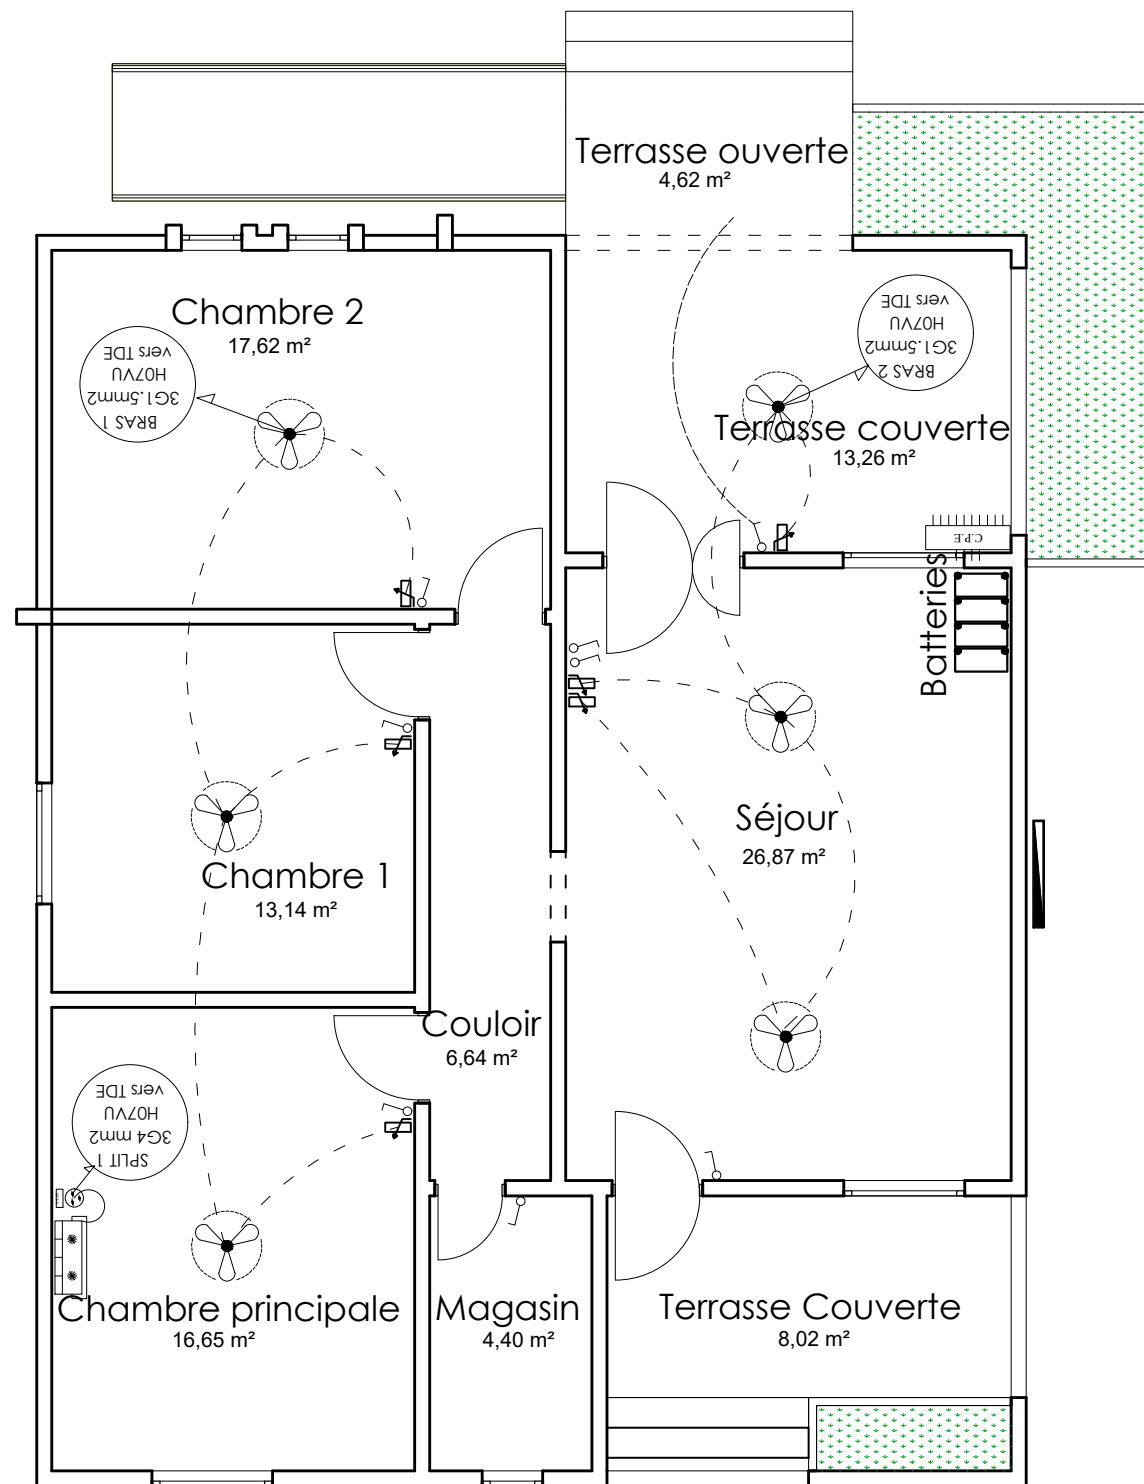 Terrasse ouverte
4,62 m²
Chambre 2
17,62 m²
BRAS 1
3G1.5mm2
H07VU
vers TDE
BRAS 2
3G1.5mm2
H07VU
vers TDE
Terrasse couverte
13,26 m²
C.P.E
Batteries
Séjour
26,87 m²
Chambre 1
13,14 m²
Couloir
6,64 m²
SPLIT 1
3G4 mm2
H07VU
vers TDE
Chambre principale
16,65 m²
Magasin
4,40 m²
Terrasse Couverte
8,02 m²